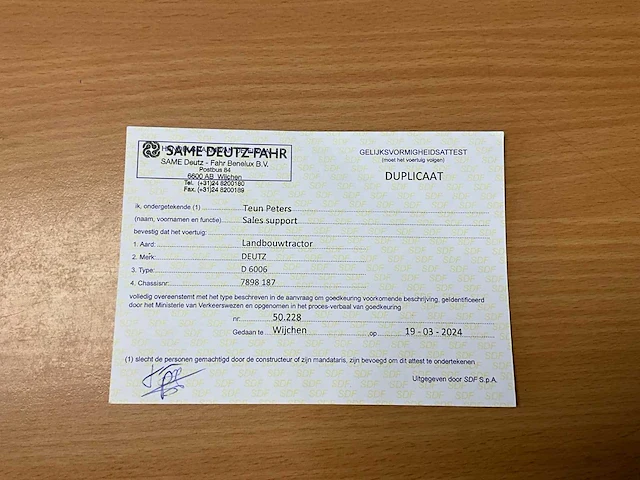 SAME DEUTZ-FAHR
SAME Deutz - Fahr Benelux B.V.
Postbus 84
6600 AB Wijchen
Tel. (+31)24 8200180
Fax. (+31)24 8200189
GELIJKSVORMIGHEIDSATTEST
(moet het voertuig volgen)
DUPLICAAT
ik, ondergetekende (1) Teun Peters
(naam, voornamen en functie) Sales support
bevestig dat het voertuig:
1. Aard: Landbouwtractor
2. Merk: DEUTZ
3. Type: D 6006
4. Chassisnr: 7898 187
volledig overeenstemt met het type beschreven in de aanvraag om goedkeuring voorkomende beschrijving, geïdentificeerd
door het Ministerie van Verkeerswezen en opgenomen in het proces-verbaal van goedkeuring
nr. 50.228
Gedaan te Wijchen ,op 19 - 03 - 2024
(1) slecht de personen gemachtigd door de constructeur of zijn mandataris, zijn bevoegd om dit attest te ondertekenen
Uitgegeven door SDF S.p.A.